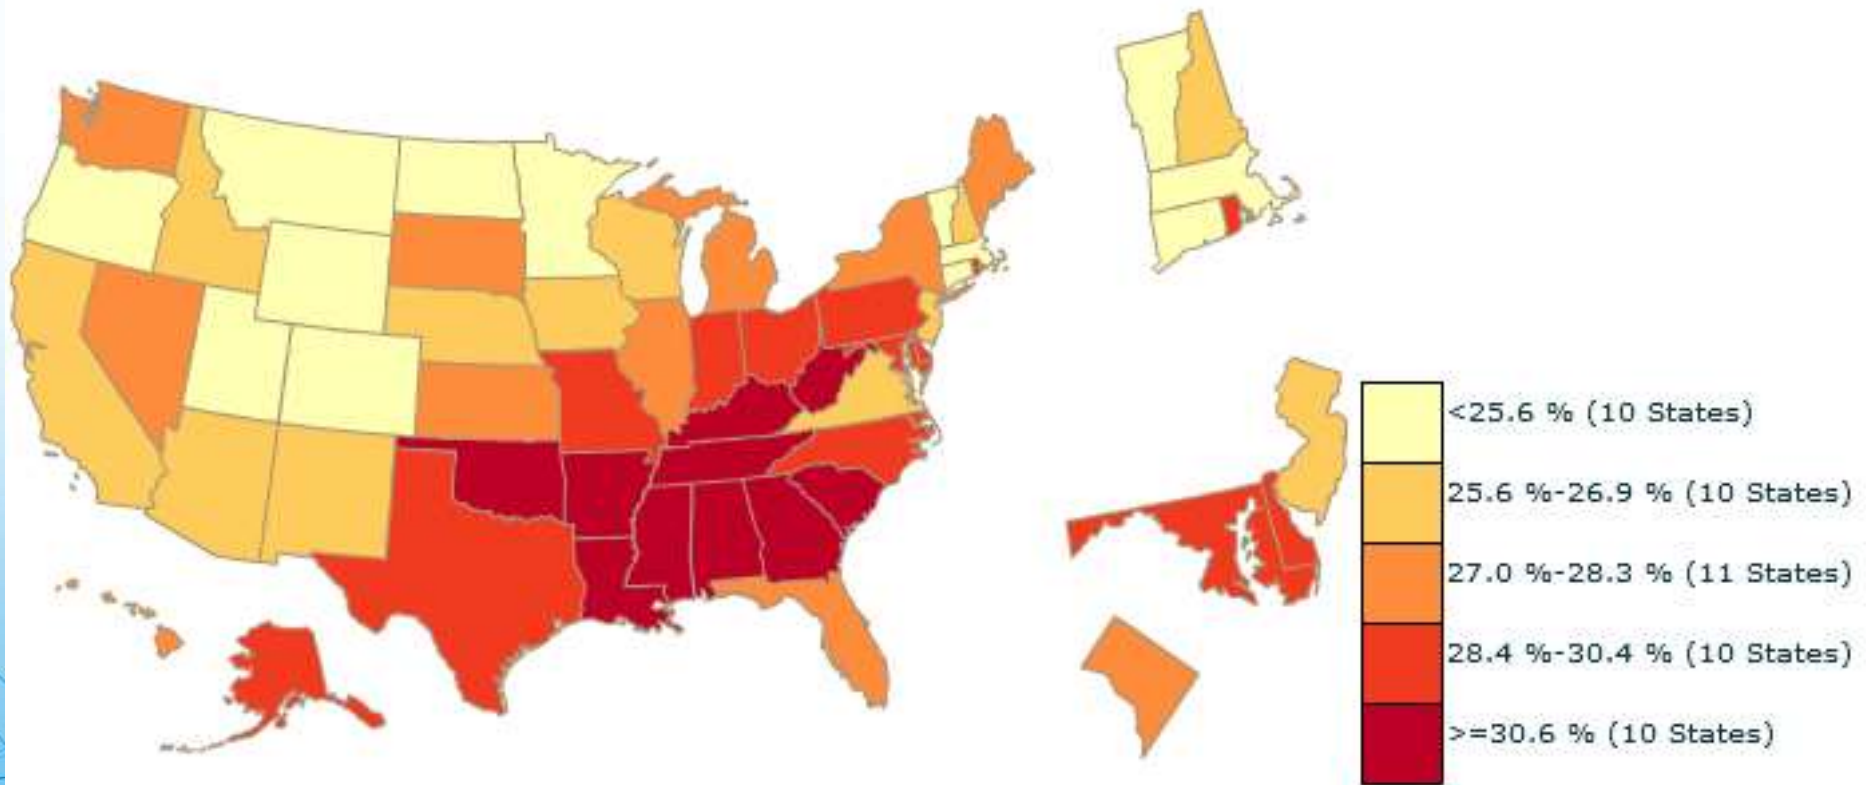 <25.6 % (10 States)
25.6 %-26.9 % (10 States)
27.0 %-28.3 % (11 States)
28.4 %-30.4 % (10 States)
>=30.6 % (10 States)